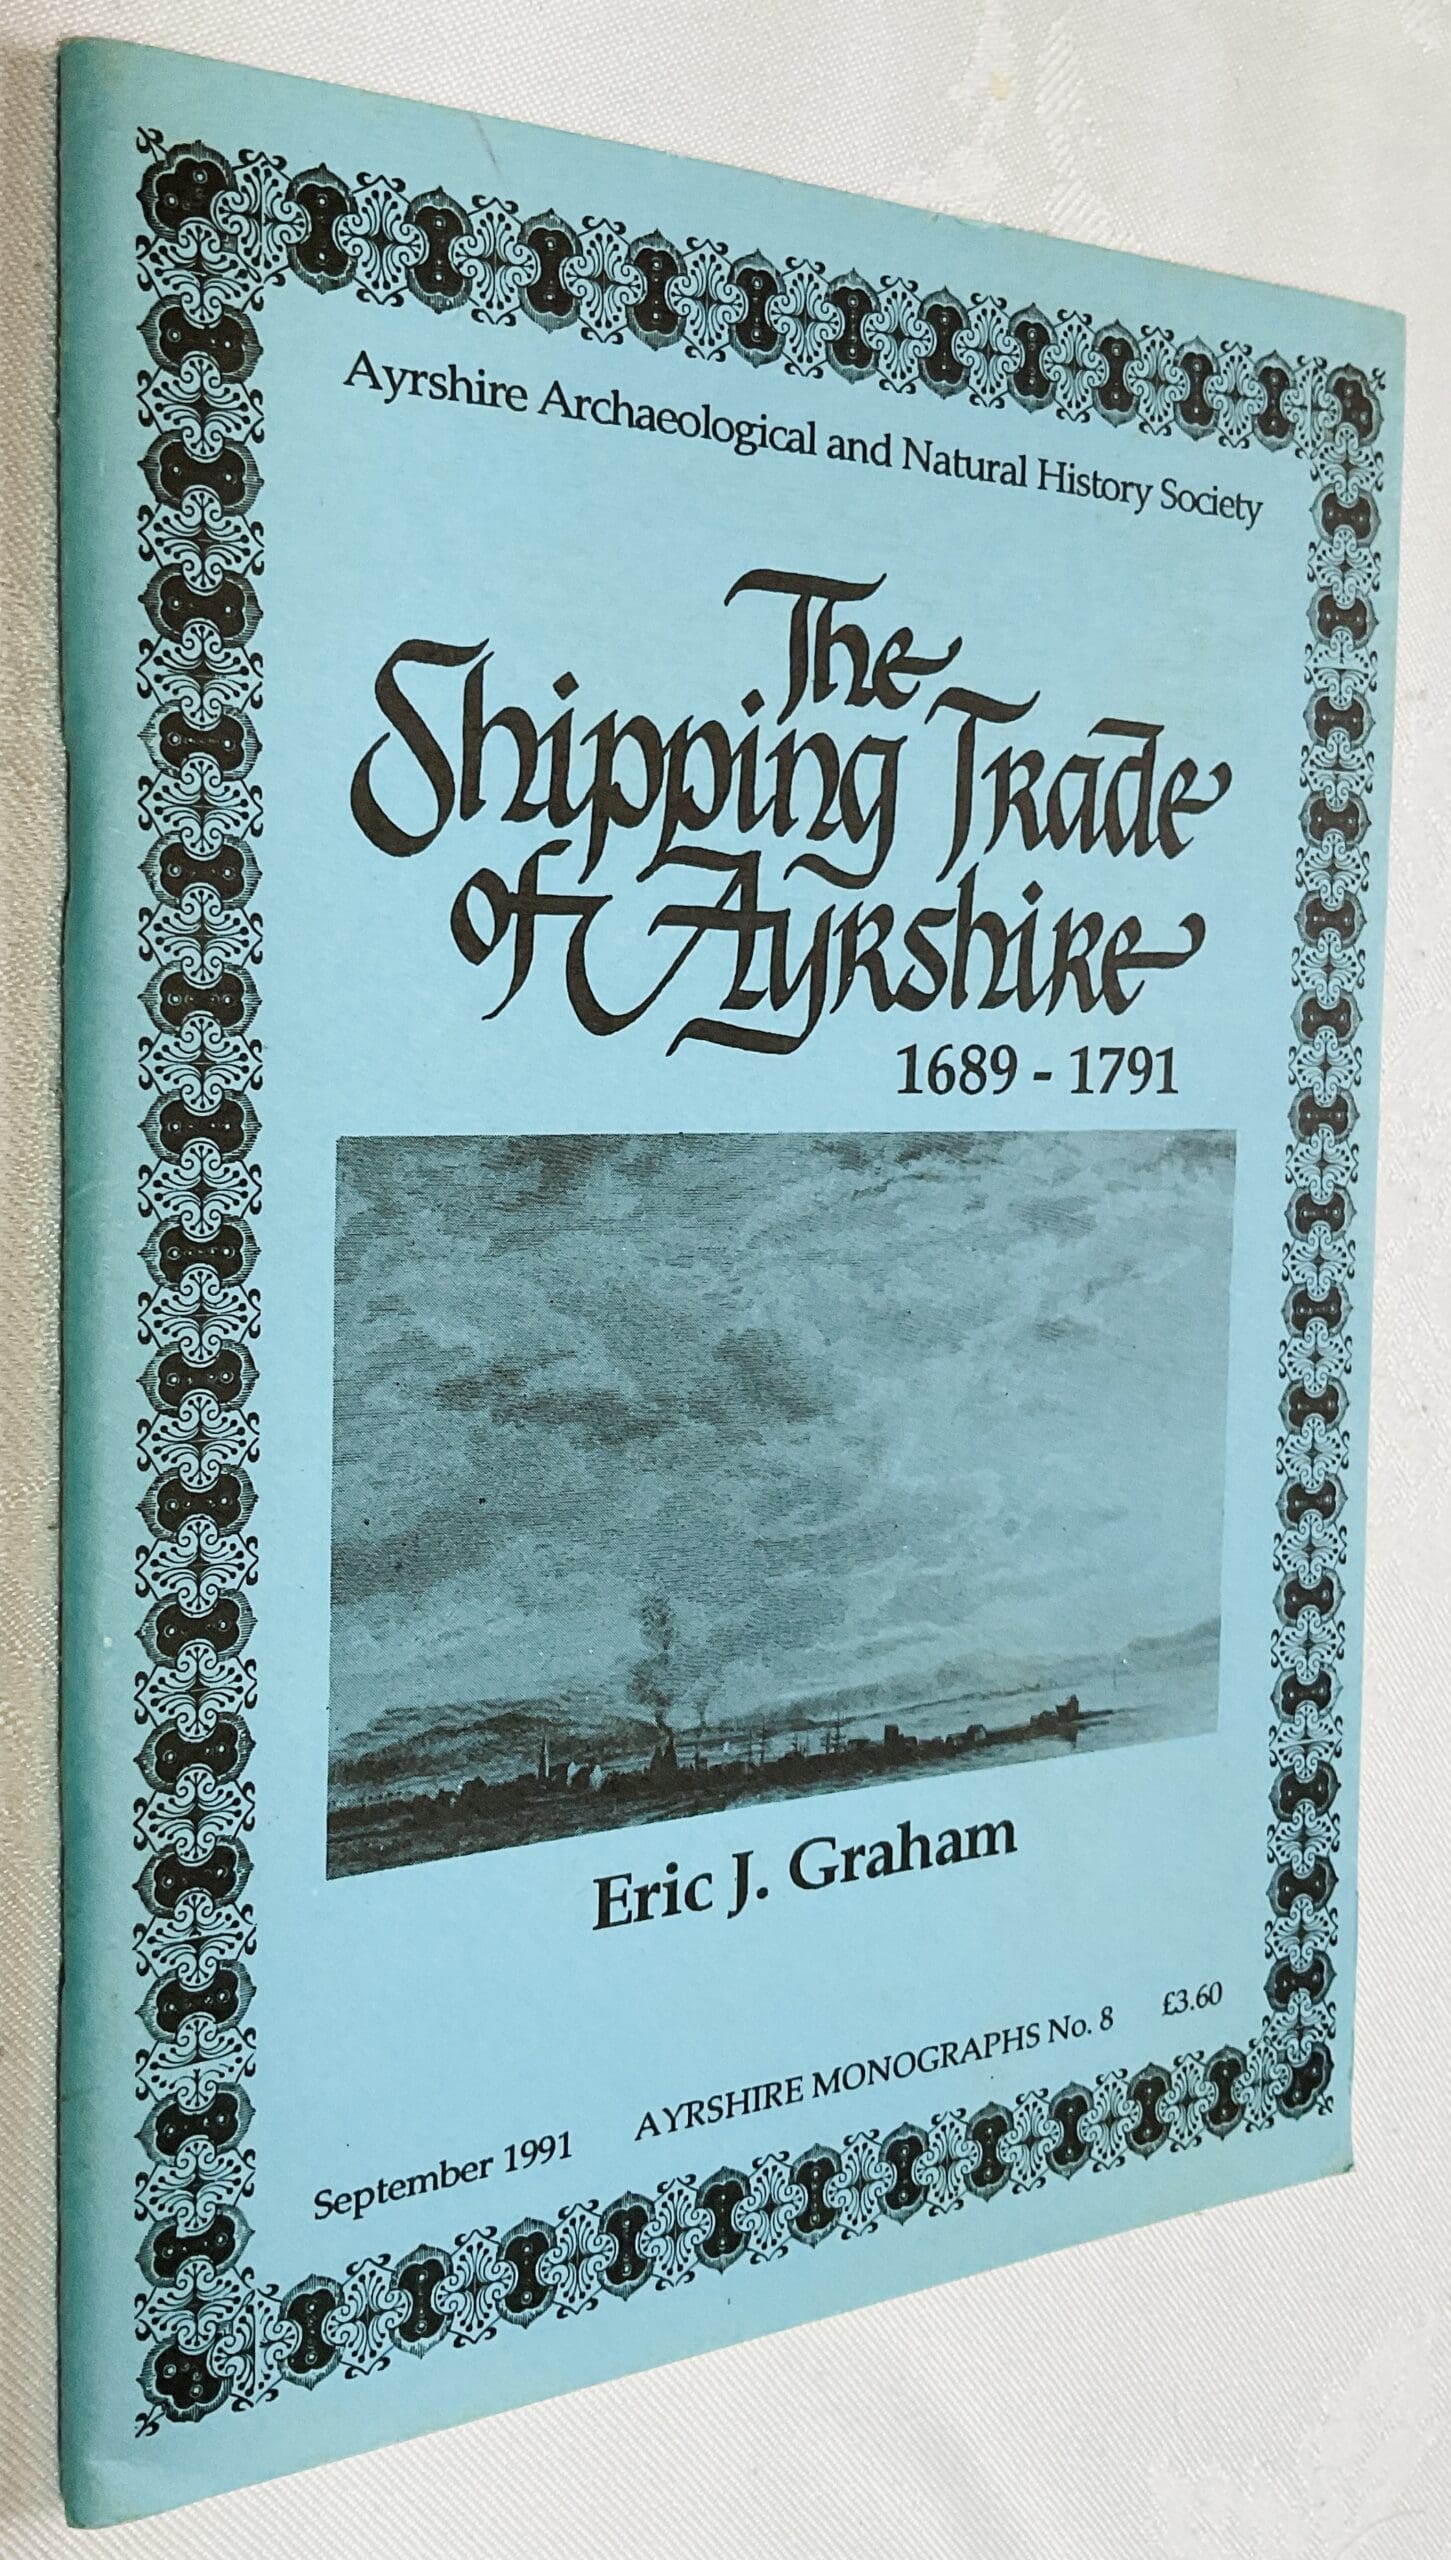 Ayrshire Archaeological and Natural History Society
The
Shipping Trade
of Ayrshire
1689 - 1791
Eric J. Graham
September 1991 AYRSHIRE MONOGRAPHS No. 8 £3.60